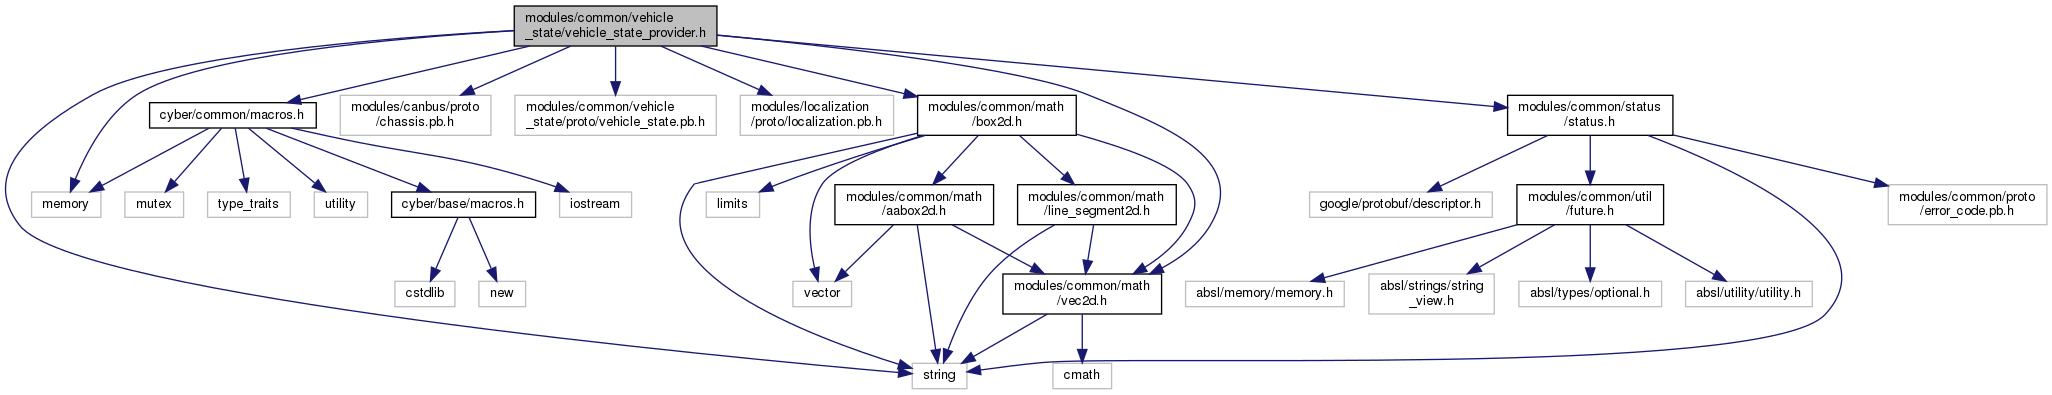 modules/common/vehicle
_state/vehicle_state_provider.h
cyber/common/macros.h
modules/canbus/proto
/chassis.pb.h
modules/common/vehicle
_state/proto/vehicle_state.pb.h
modules/localization
/proto/localization.pb.h
modules/common/math
/box2d.h
modules/common/status
/status.h
memory
mutex
type_traits
utility
cyber/base/macros.h
iostream
limits
modules/common/math
/aabox2d.h
modules/common/math
/line_segment2d.h
google/protobuf/descriptor.h
modules/common/util
/future.h
modules/common/proto
/error_code.pb.h
cstdlib
new
vector
modules/common/math
/vec2d.h
absl/memory/memory.h
absl/strings/string
_view.h
absl/types/optional.h
absl/utility/utility.h
string
cmath